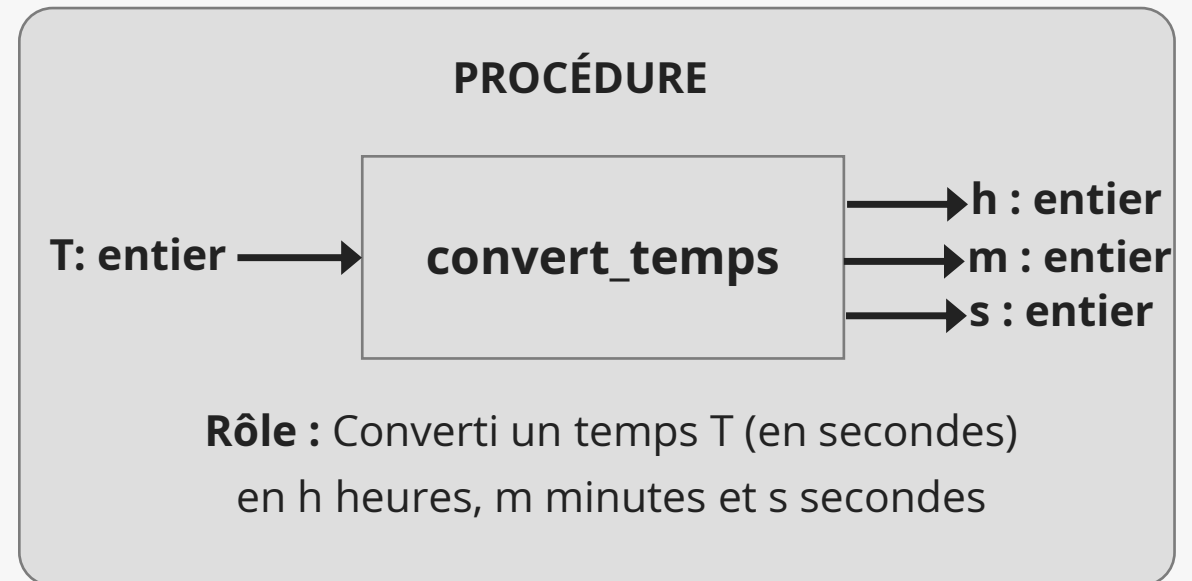 PROCÉDURE
h : entier
T: entier
convert_temps
m : entier
s : entier
Rôle : Converti un temps T (en secondes)
en h heures, m minutes et s secondes